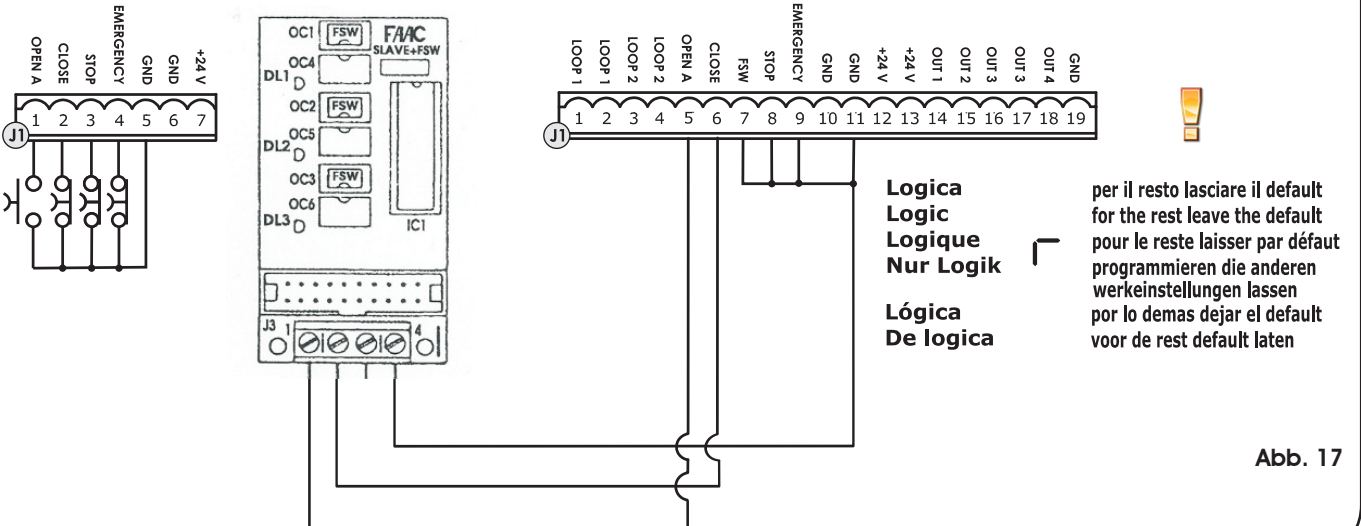 OPEN A
CLOSE
STOP
EMERGENCY
GND
GND
+24 V
J1
1 2 3 4 5 6 7
OC1 FSW FAAC
SLAVE+FSW
OC4
DL1
OC2 FSW
OC5
DL2
OC3 FSW
OC6
DL3
IC1
J3 1 4
LOOP 1
LOOP 1
LOOP 2
LOOP 2
OPEN A
CLOSE
FSW
STOP
EMERGENCY
GND
GND
+24 V
+24 V
OUT 1
OUT 2
OUT 3
OUT 3
OUT 4
GND
J1
1 2 3 4 5 6 7 8 9 10 11 12 13 14 15 16 17 18 19
Logica per il resto lasciare il default
Logic for the rest leave the default
Logique pour le reste laisser par défaut
Nur Logik programmieren die anderen
werkeinstellungen lassen
Lógica por lo demas dejar el default
De logica voor de rest default laten
Abb. 17